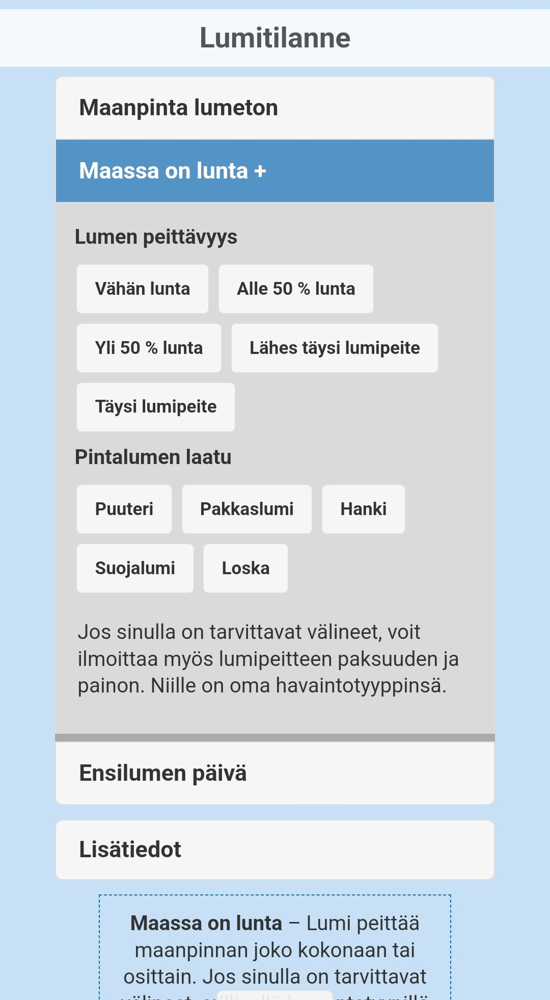 Lumitilanne
Maanpinta lumeton
Maassa on lunta +
Lumen peittävyys
Vähän lunta
Alle 50 % lunta
Yli 50 % lunta
Lähes täysi lumipeite
Täysi lumipeite
Pintalumen laatu
Puuteri
Pakkaslumi
Hanki
Suojalumi
Loska
Jos sinulla on tarvittavat välineet, voit
ilmoittaa myös lumipeitteen paksuuden ja
painon. Niille on oma havaintotyyppinsä.
Ensilumen päivä
Lisätiedot
Maassa on lunta – Lumi peittää
maanpinnan joko kokonaan tai
osittain. Jos sinulla on tarvittavat